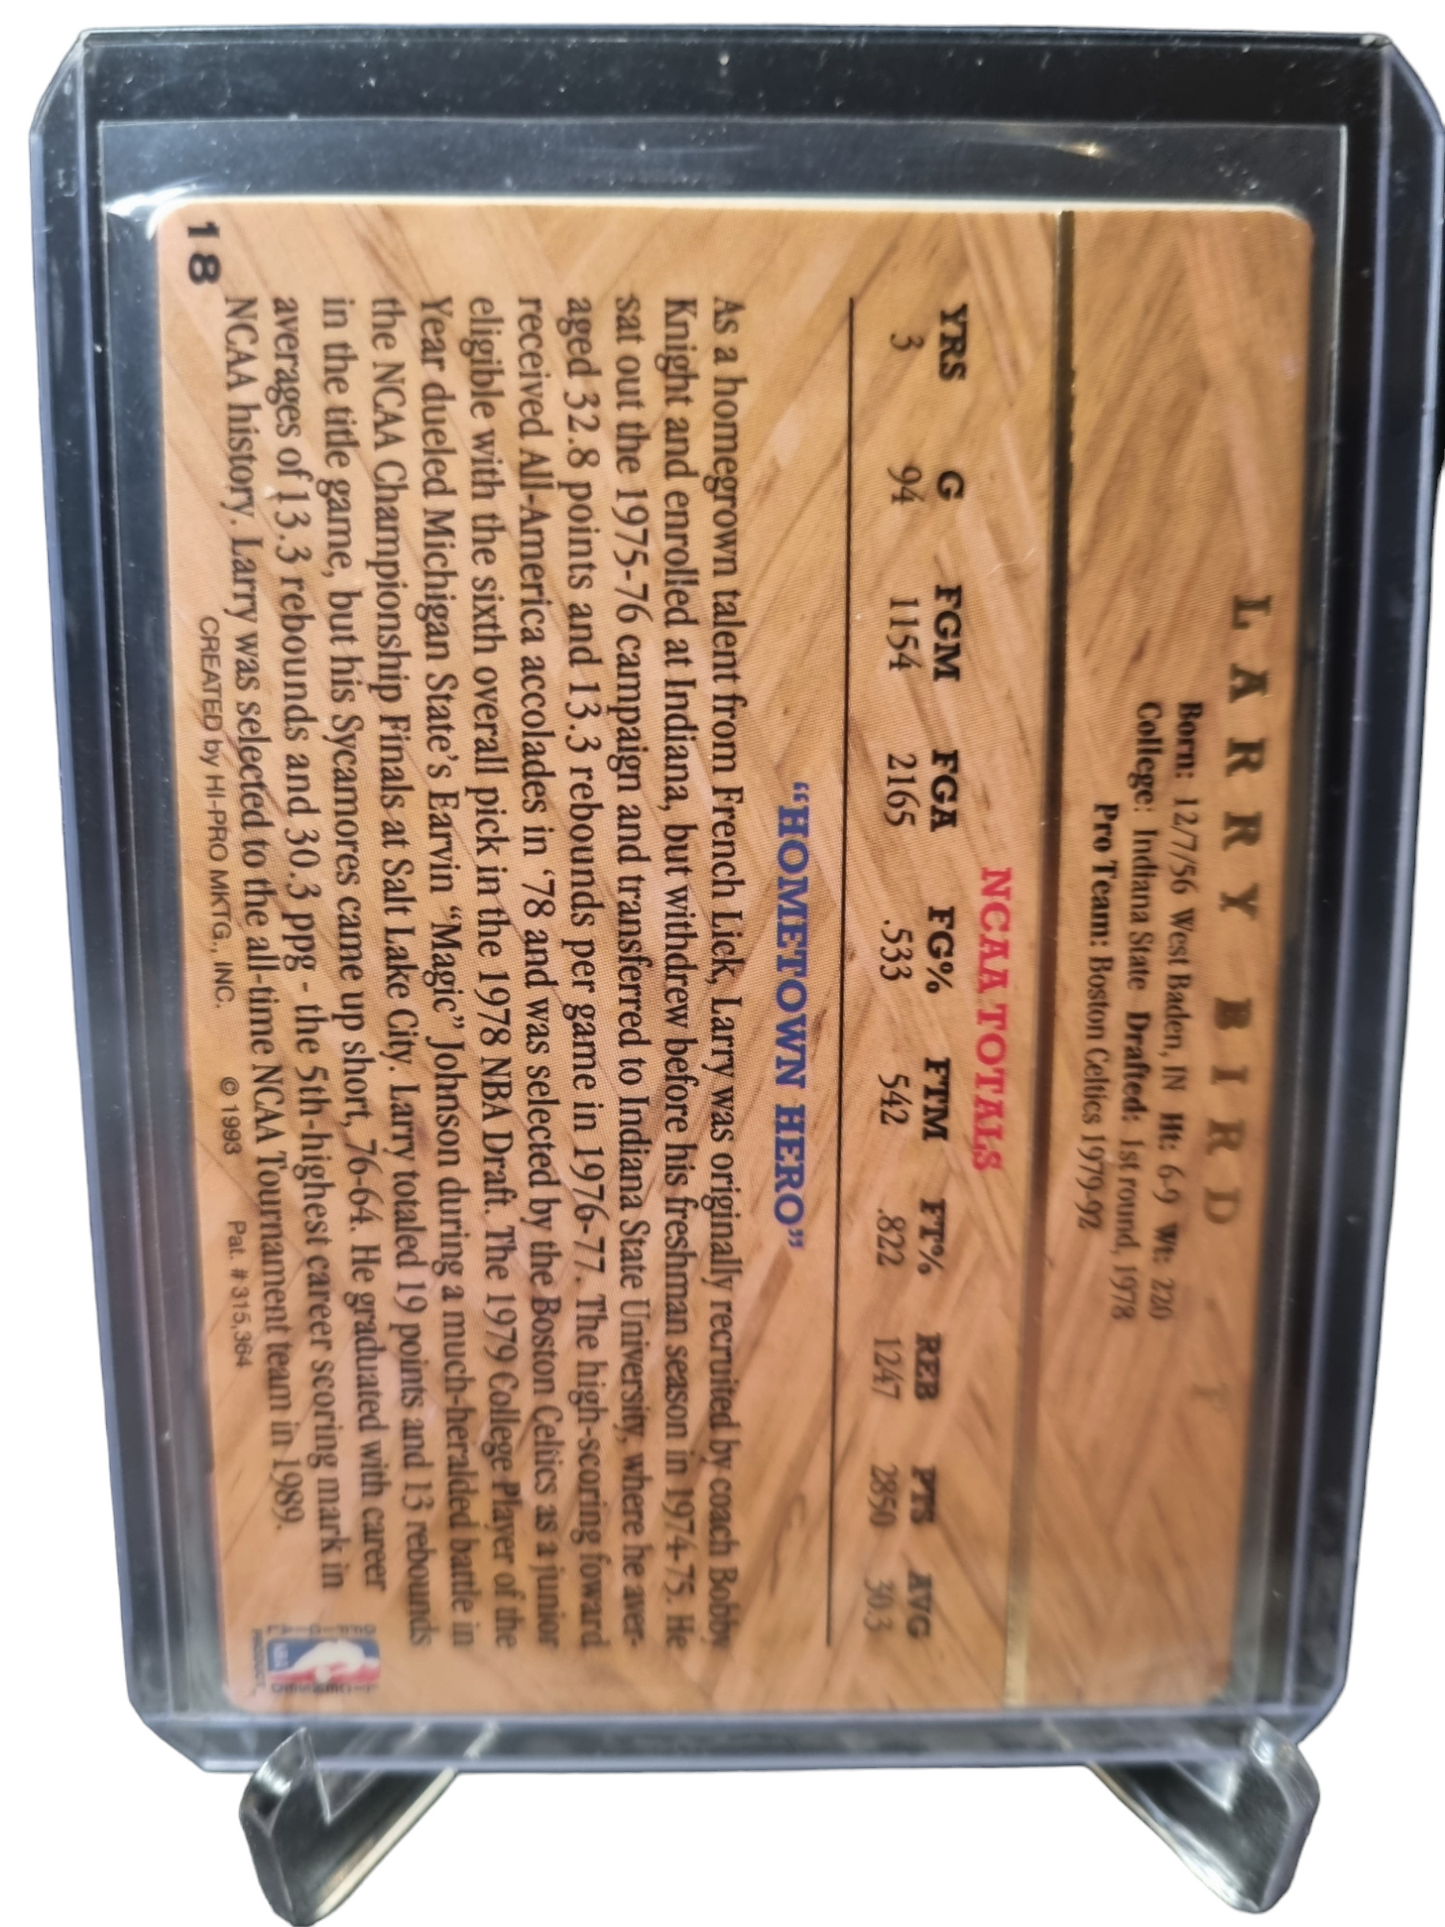 LARRY BIRD
Born: 12/7/56 West Baden, IN Ht: 6-9 Wt: 220
College: Indiana State Drafted: 1st round, 1978
Pro Team: Boston Celtics 1979-92
NCAA TOTALS
YRS G FGM FGA FG% FTM FT% REB PTS AVG
3 94 1154 2165 .533 542 .822 1247 2850 30.3
“HOMETOWN HERO”
As a homegrown talent from French Lick, Larry was originally recruited by coach Bobby
Knight and enrolled at Indiana, but withdrew before his freshman season in 1974-75. He
sat out the 1975-76 campaign and transferred to Indiana State University, where he aver-
aged 32.8 points and 13.3 rebounds per game in 1976-77. The high-scoring foward
received All-America accolades in ‘78 and was selected by the Boston Celtics as a junior
eligible with the sixth overall pick in the 1978 NBA Draft. The 1979 College Player of the
Year dueled Michigan State’s Earvin “Magic” Johnson during a much-heralded battle in
the NCAA Championship Finals at Salt Lake City. Larry totaled 19 points and 13 rebounds
in the title game, but his Sycamores came up short, 76-64. He graduated with career
averages of 13.3 rebounds and 30.3 ppg - the 5th-highest career scoring mark in
NCAA history. Larry was selected to the all-time NCAA Tournament team in 1989.
18
CREATED by HI-PRO MKTG., INC. © 1993 Pat. # 315,364
NBA
PRODUCT